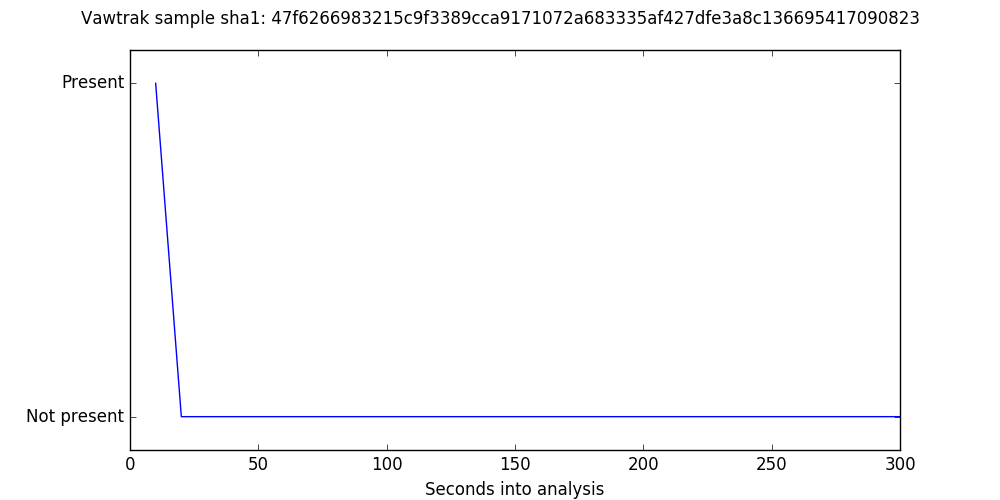 Vawtrak sample sha1: 47f6266983215c9f3389cca9171072a683335af427dfe3a8c136695417090823
Present
Not present
0 50 100 150 200 250 300
Seconds into analysis